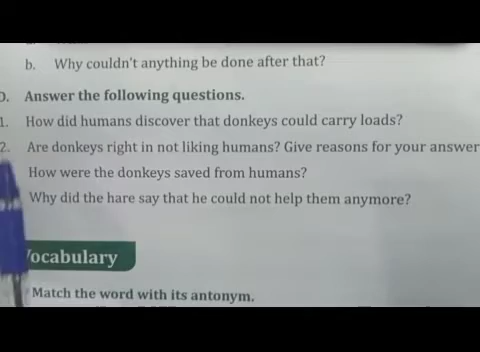 b. Why couldn't anything be done after that?
D. Answer the following questions.
1. How did humans discover that donkeys could carry loads?
2. Are donkeys right in not liking humans? Give reasons for your answer
How were the donkeys saved from humans?
Why did the hare say that he could not help them anymore?
Vocabulary
Match the word with its antonym.